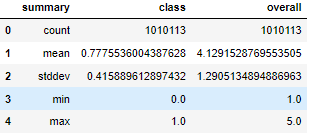 summary class overall
0 count 1010113 1010113
1 mean 0.7775536004387628 4.1291528769553505
2 stddev 0.415889612897432 1.2905134894886963
3 min 0.0 1.0
4 max 1.0 5.0